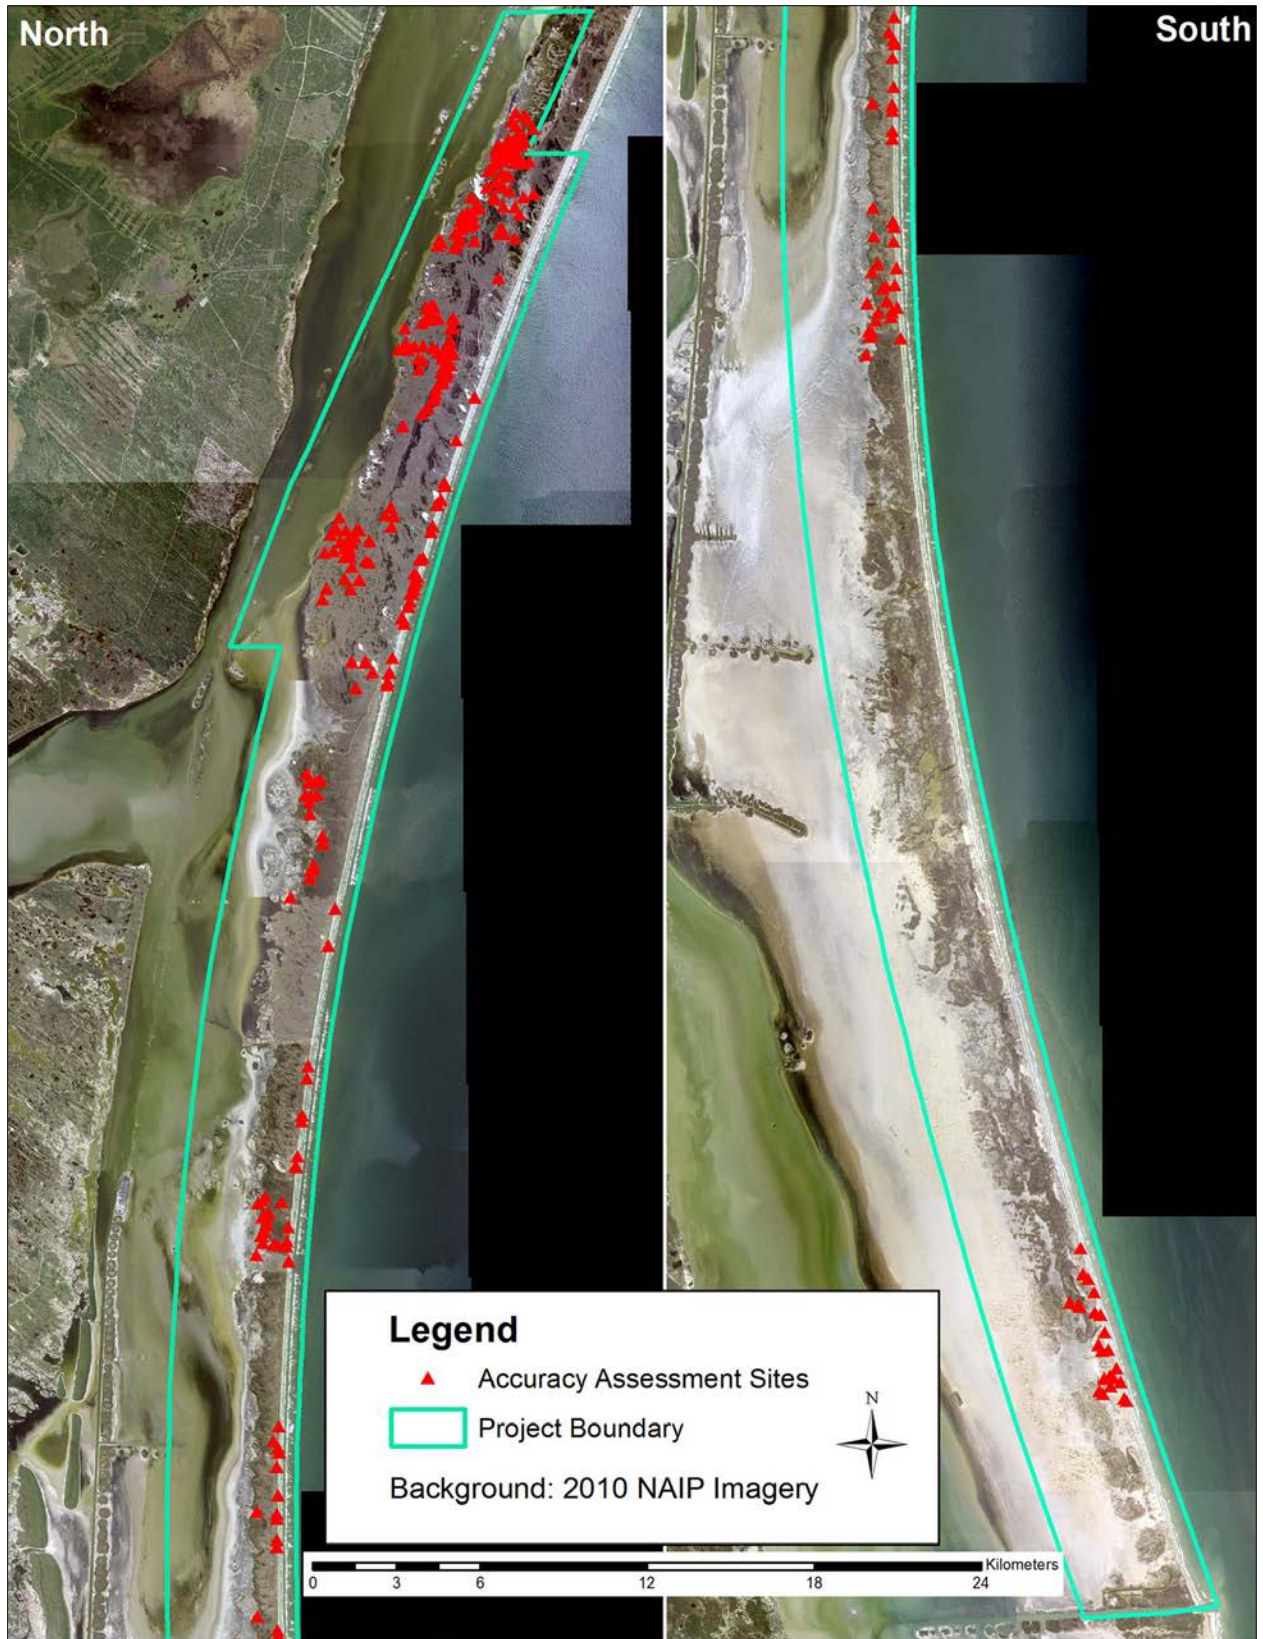 North
South
Legend
Accuracy Assessment Sites
Project Boundary
N
Background: 2010 NAIP Imagery
Kilometers
0 3 6 12 18 24